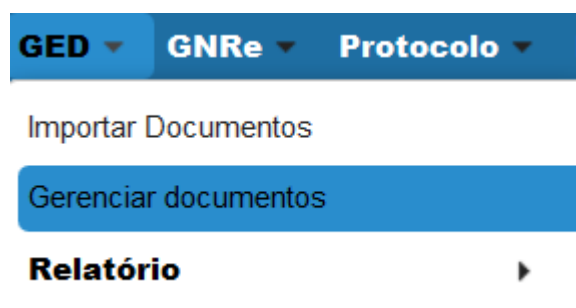 GED GNRe Protocolo
Importar Documentos
Gerenciar documentos
Relatório